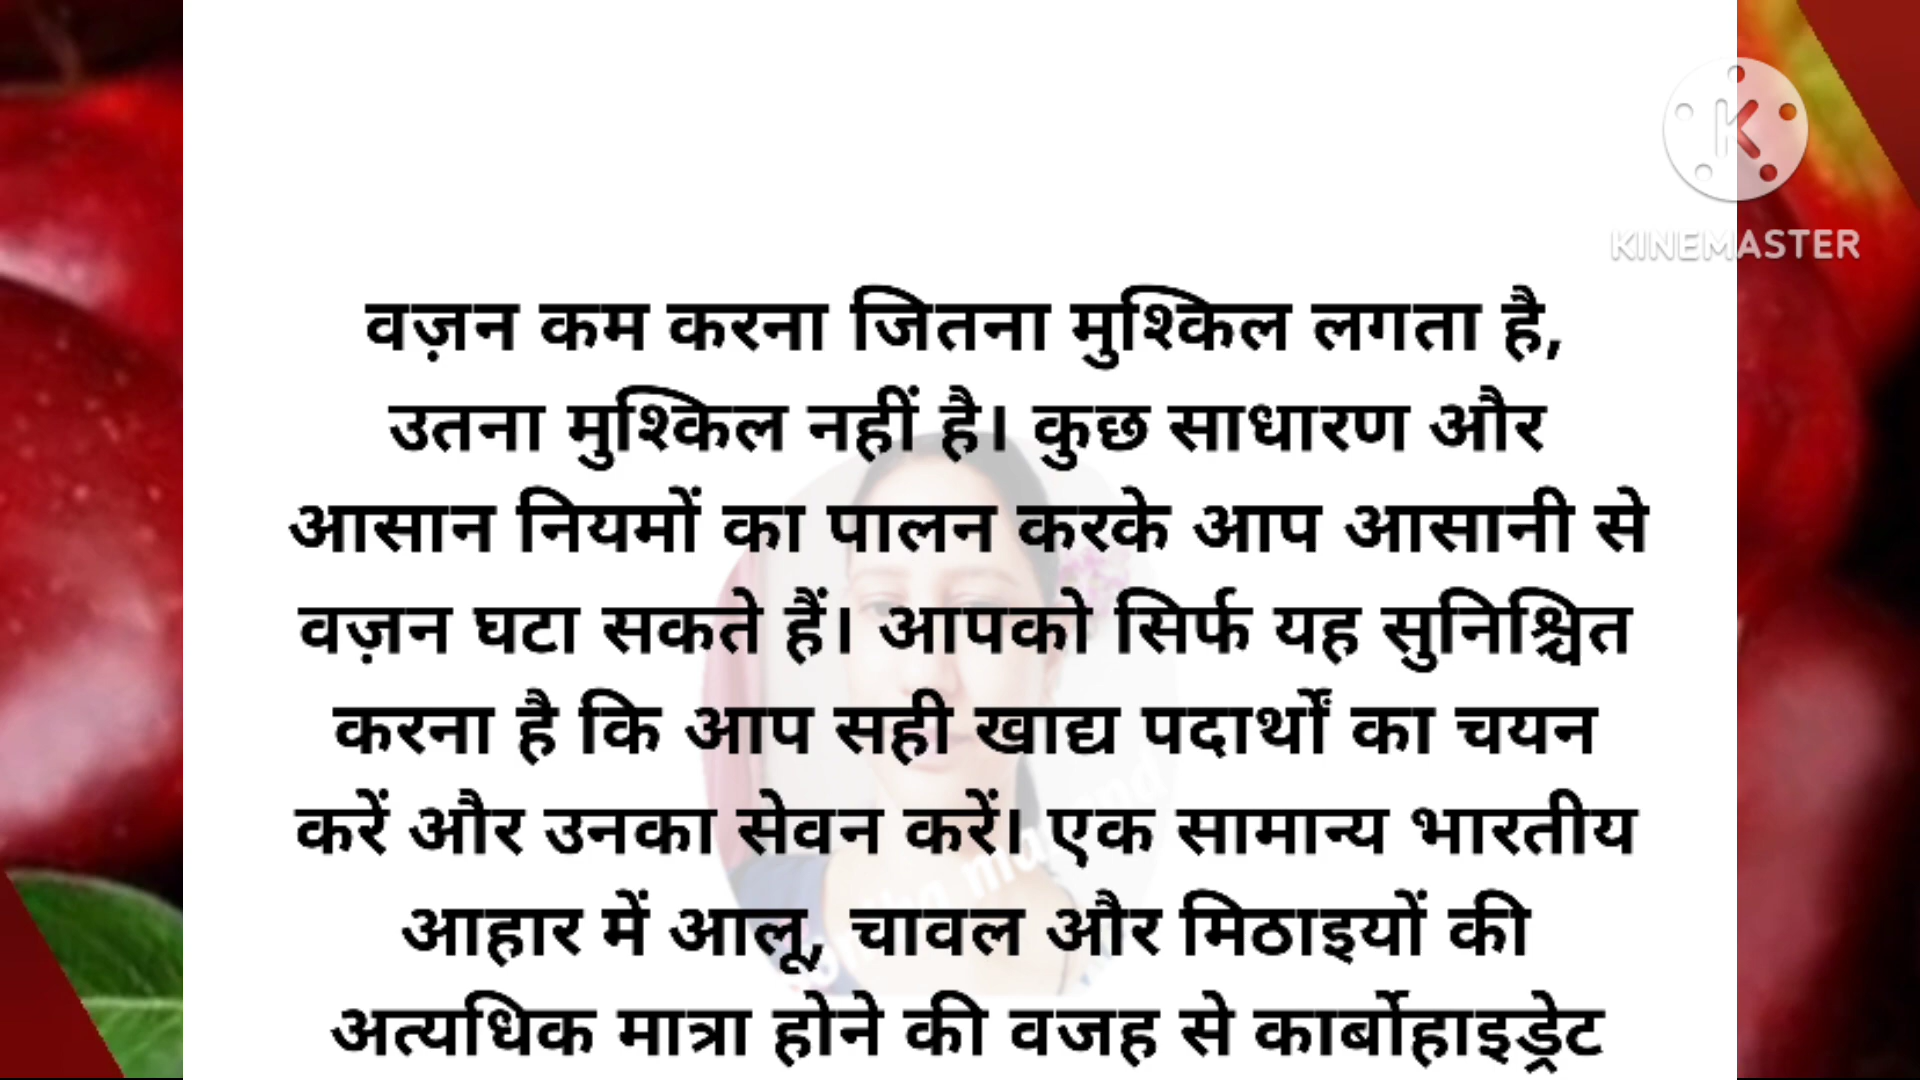 KINEMASTER
वज़न कम करना जितना मुश्किल लगता है,
उतना मुश्किल नहीं है। कुछ साधारण और
आसान नियमों का पालन करके आप आसानी से
वज़न घटा सकते हैं। आपको सिर्फ यह सुनिश्चित
करना है कि आप सही खाद्य पदार्थों का चयन
करें और उनका सेवन करें। एक सामान्य भारतीय
आहार में आलू, चावल और मिठाइयों की
अत्यधिक मात्रा होने की वजह से कार्बोहाइड्रेट